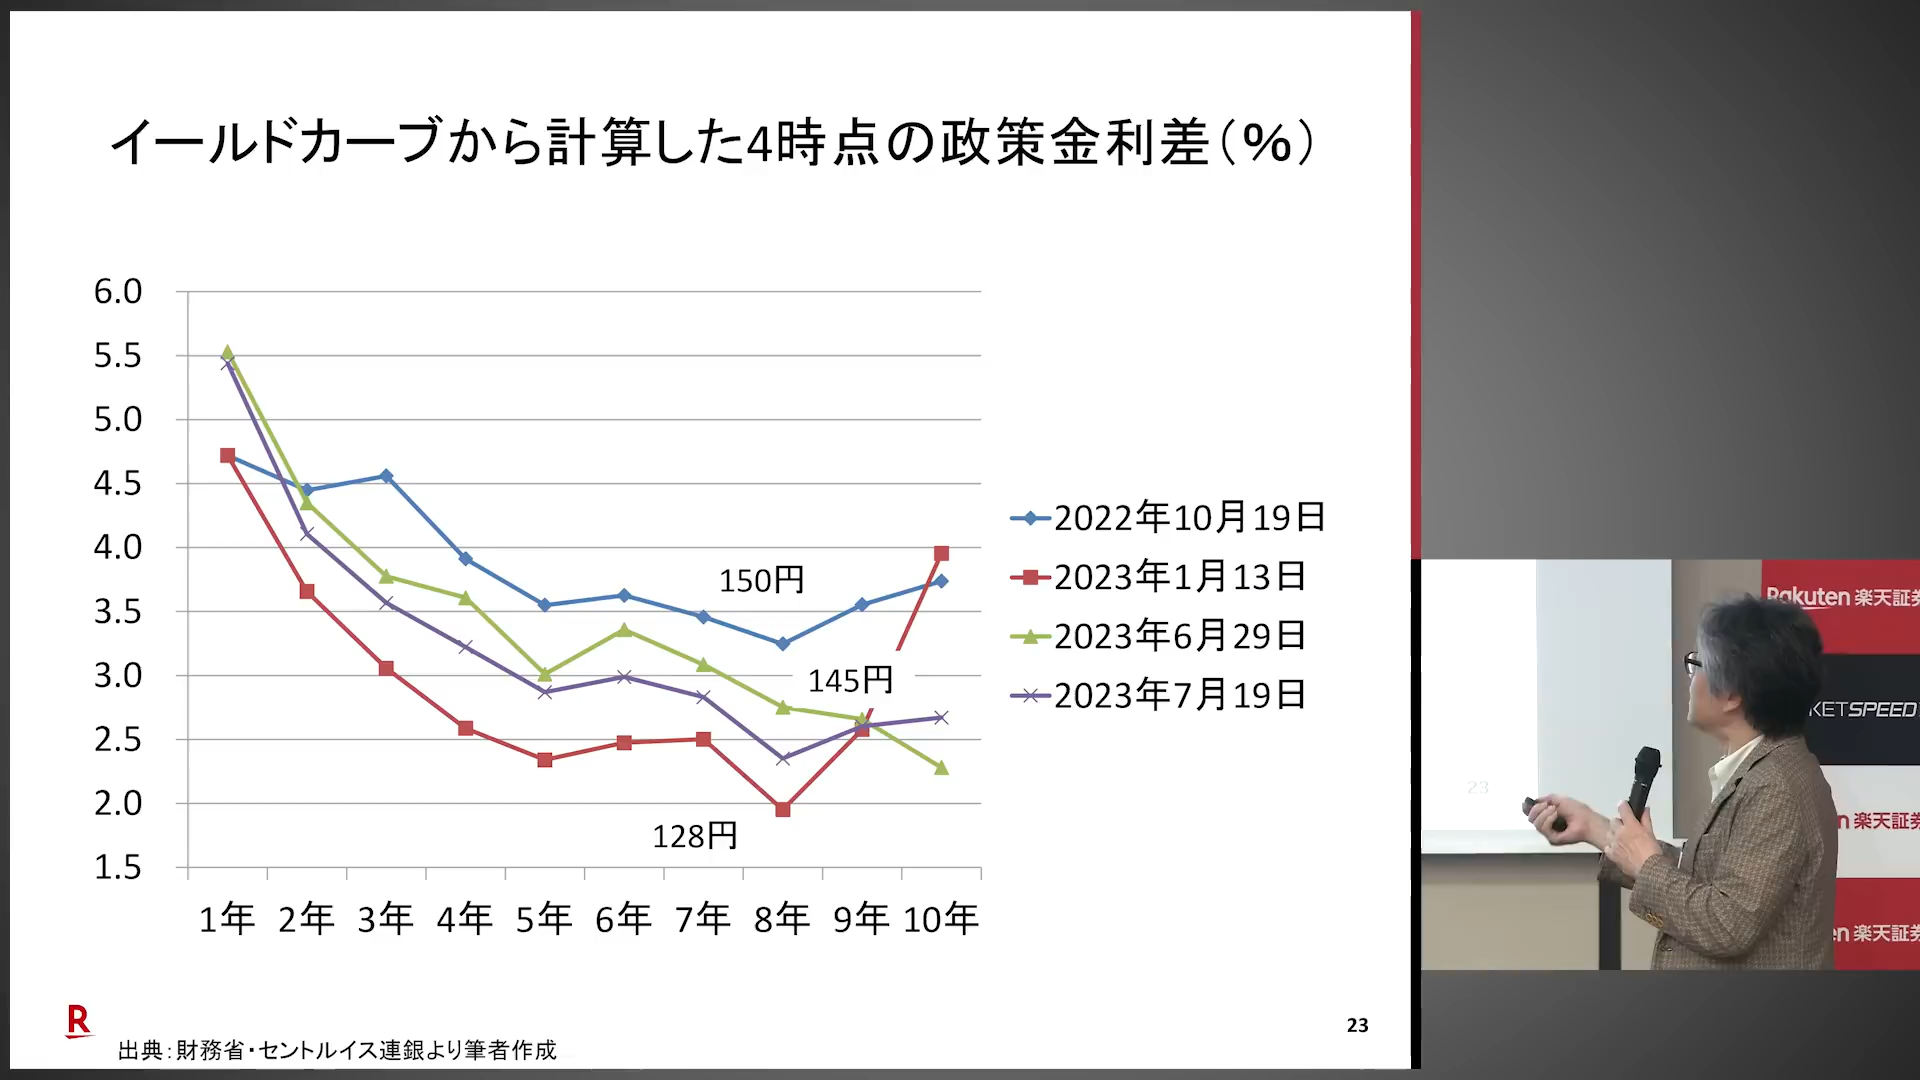 イールドカーブから計算した4時点の政策金利差（%）
6.0
5.5
5.0
4.5
4.0
3.5
3.0
2.5
2.0
1.5
1年 2年 3年 4年 5年 6年 7年 8年 9年 10年
150円
145円
128円
2022年10月19日
2023年1月13日
2023年6月29日
2023年7月19日
R
出典：財務省・セントルイス連銀より筆者作成
23
Rakuten 楽天証券
KETSPEED
23
n 楽天証券
en 楽天証券